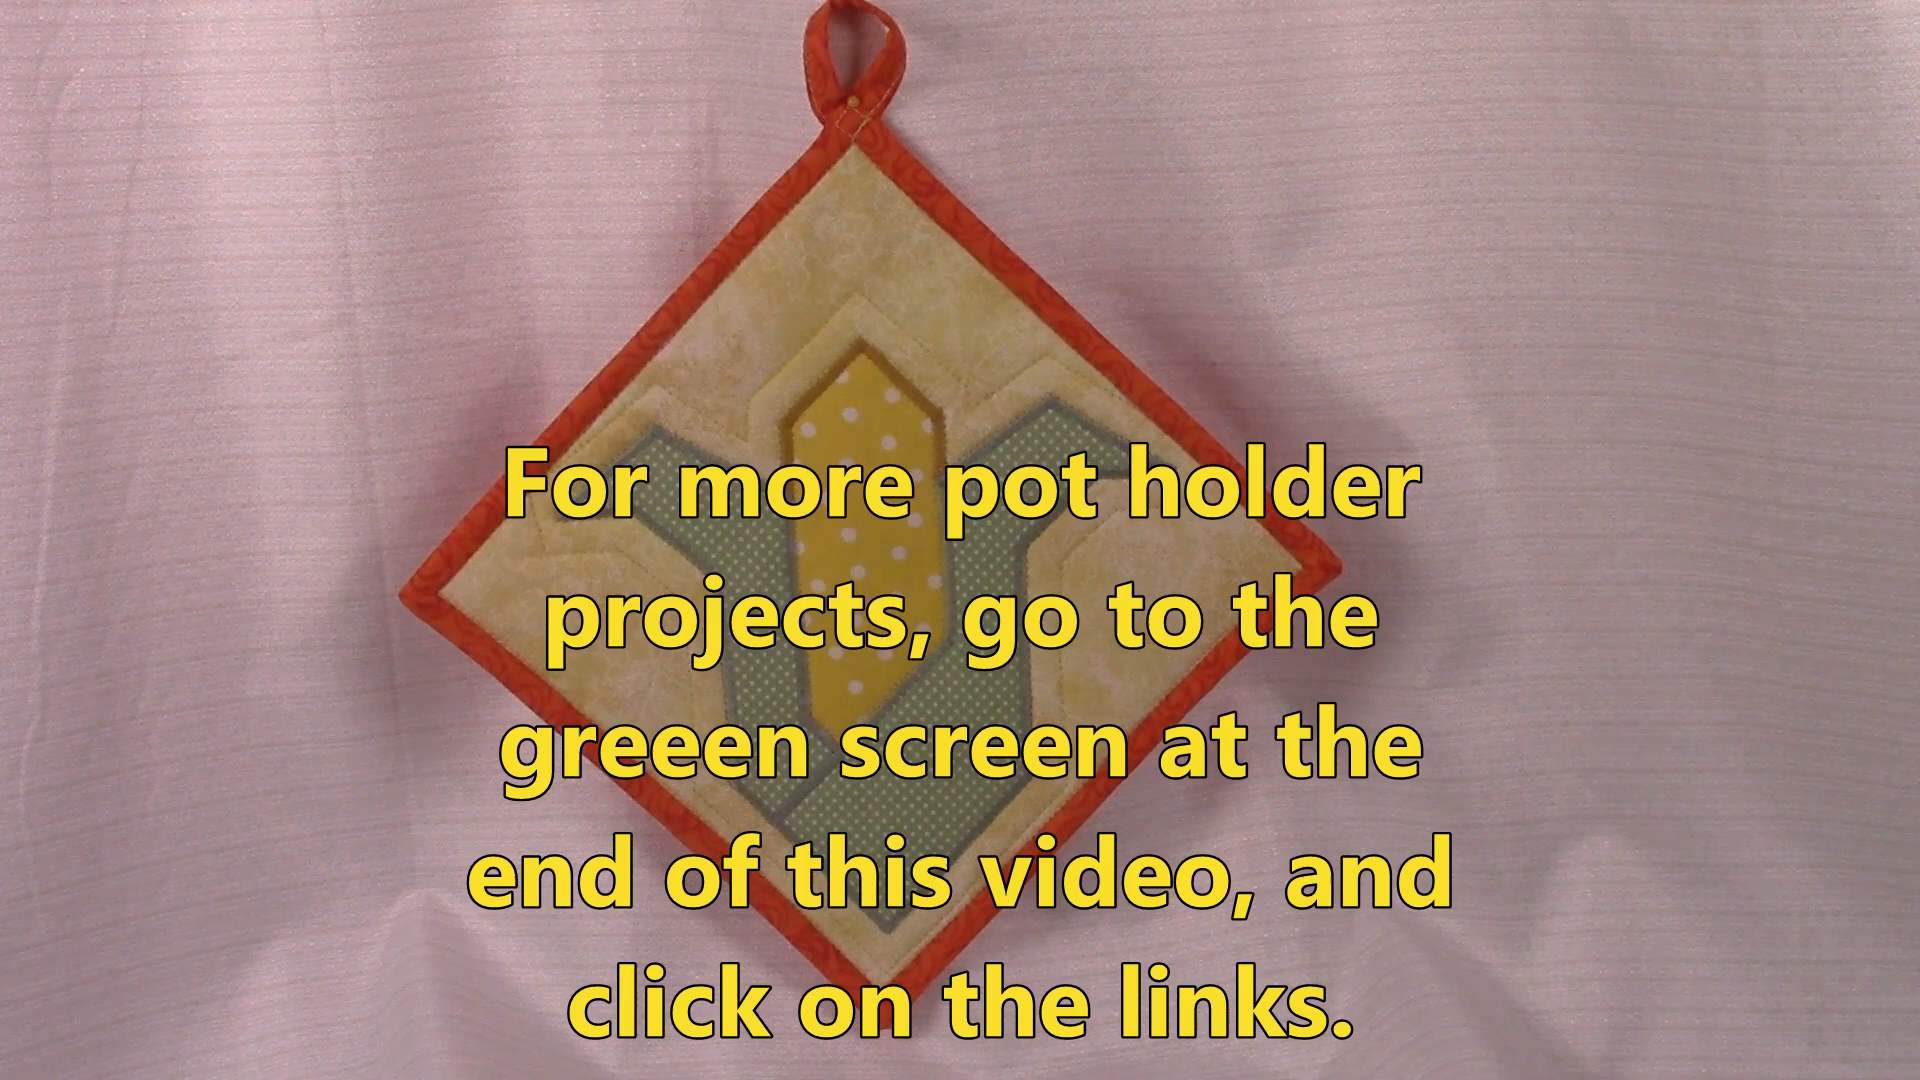 For more pot holder
projects, go to the
greeen screen at the
end of this video, and
click on the links.